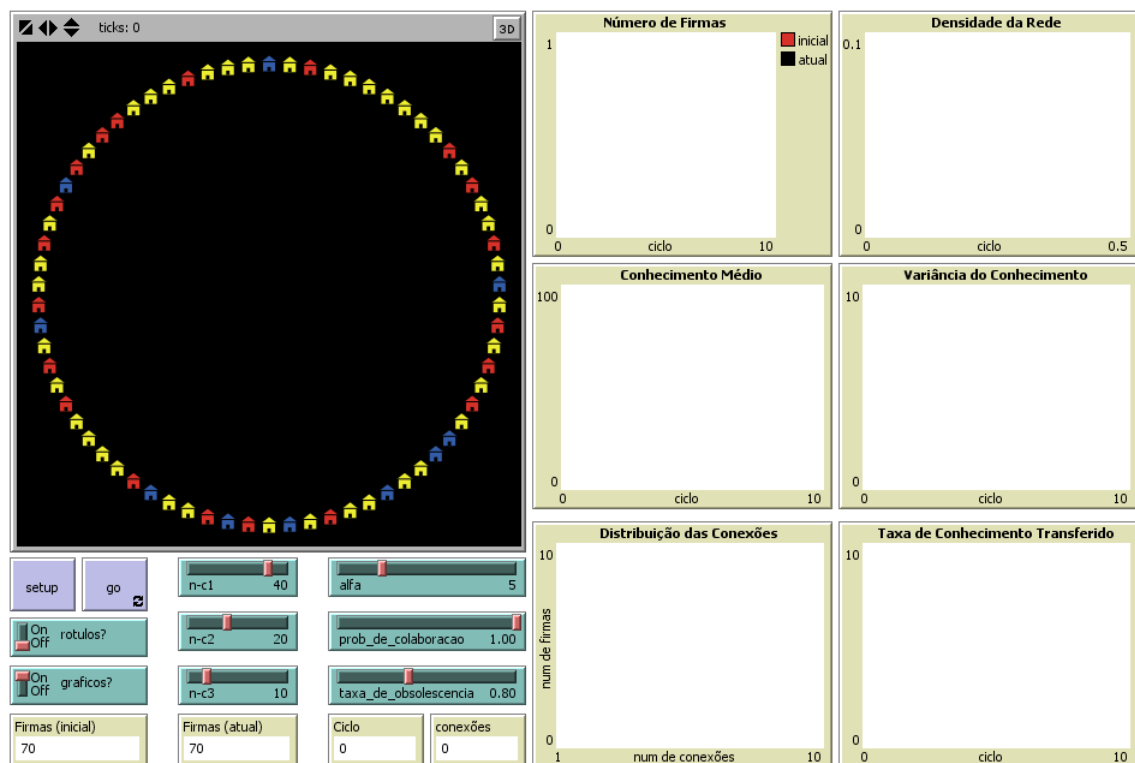 ticks: 0
3D
Número de Firmas
1
inicial
atual
0
0
ciclo
10
Densidade da Rede
0.1
0
0
ciclo
0.5
Conhecimento Médio
100
0
0
ciclo
10
Variância do Conhecimento
10
0
0
ciclo
10
Distribuição das Conexões
10
num de firmas
0
1
num de conexões
10
Taxa de Conhecimento Transferido
10
0
0
ciclo
10
setup
go
n-c1 40
alfa 5
On
Off
rotulos?
n-c2 20
prob_de_colaboracao 1.00
On
Off
graficos?
n-c3 10
taxa_de_obsolescencia 0.80
Firmas (inicial)
70
Firmas (atual)
70
Ciclo
0
conexões
0